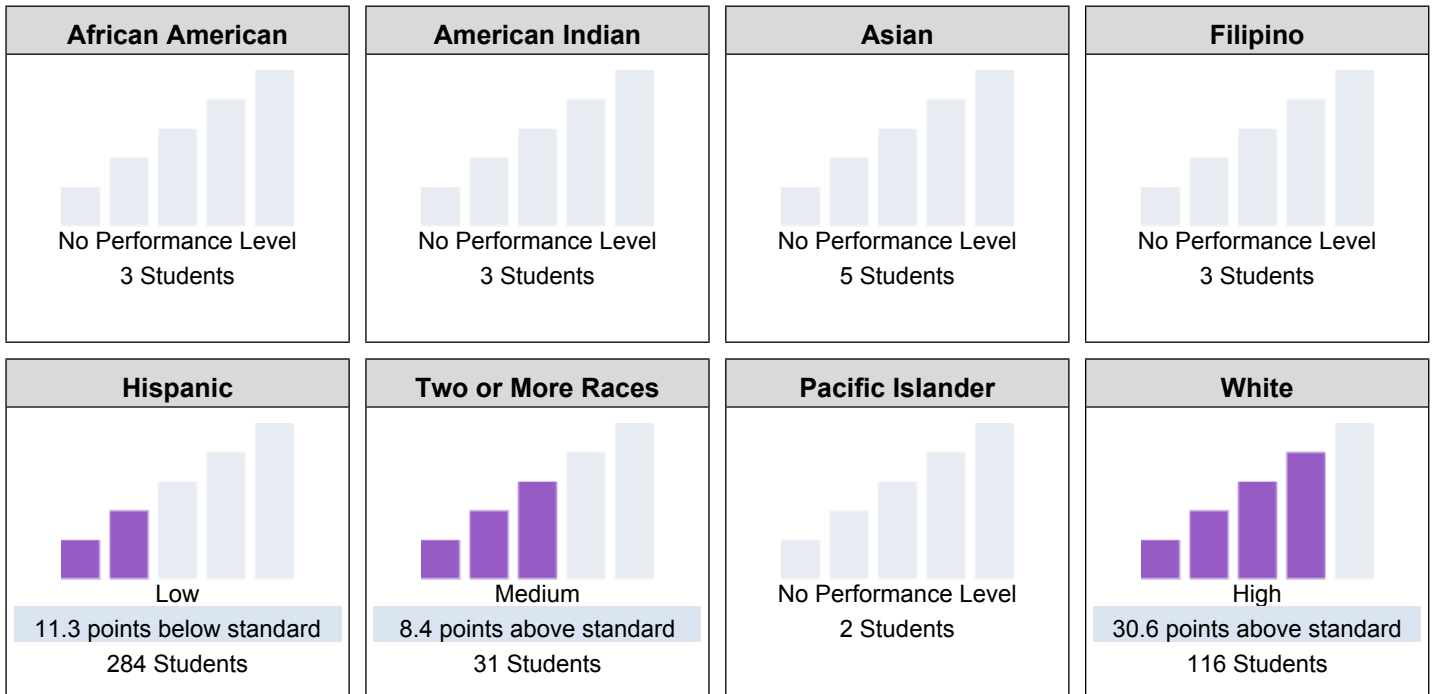 African American
No Performance Level
3 Students
American Indian
No Performance Level
3 Students
Asian
No Performance Level
5 Students
Filipino
No Performance Level
3 Students
Hispanic
Low
11.3 points below standard
284 Students
Two or More Races
Medium
8.4 points above standard
31 Students
Pacific Islander
No Performance Level
2 Students
White
High
30.6 points above standard
116 Students